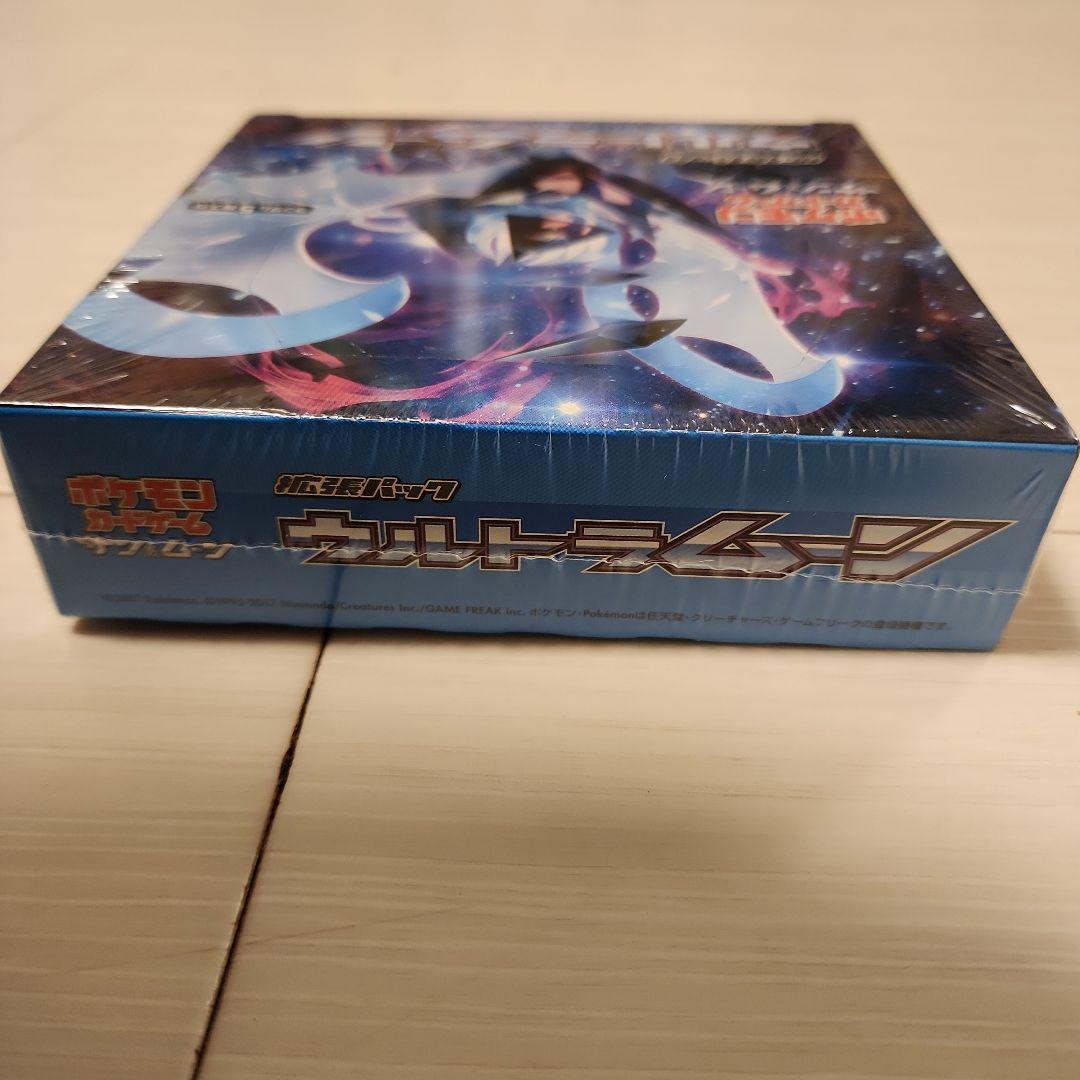 ポケモン
カードゲーム
サン&ムーン
拡張パック
ウルトラムーン
©2017 Pokémon. ©1995-2017 Nintendo/Creatures Inc./GAME FREAK inc. ポケモン・Pokémonは任天堂・クリーチャーズ・ゲームフリークの登録商標です。